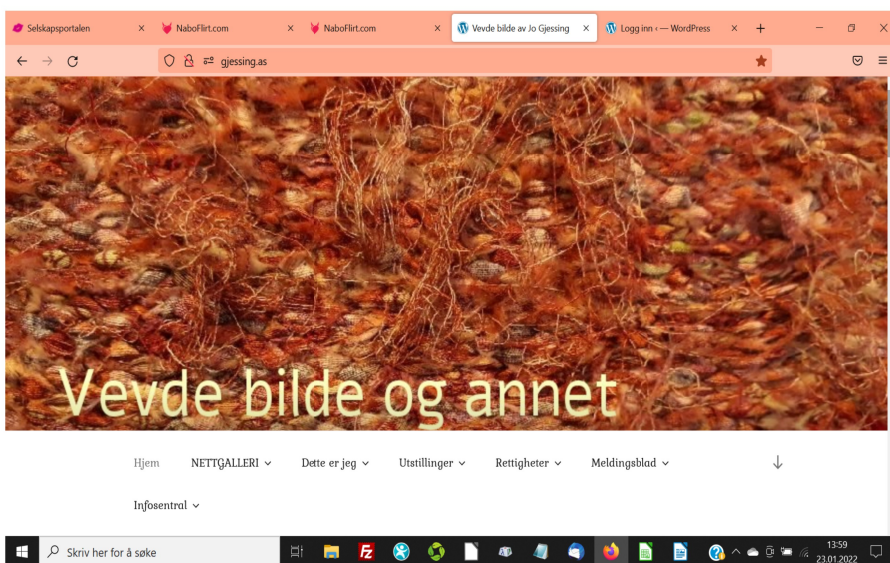 Selskapsportalen
NaboFlirt.com
NaboFlirt.com
Vevde bilde av Jo Gjessing
Logg inn ‹ — WordPress
gjessing.as
Vevde bilde og annet
Hjem NETTGALLERI Dette er jeg Utstillinger Rettigheter Meldingsblad
Infosentral
Skriv her for å søke
13:59
23.01.2022